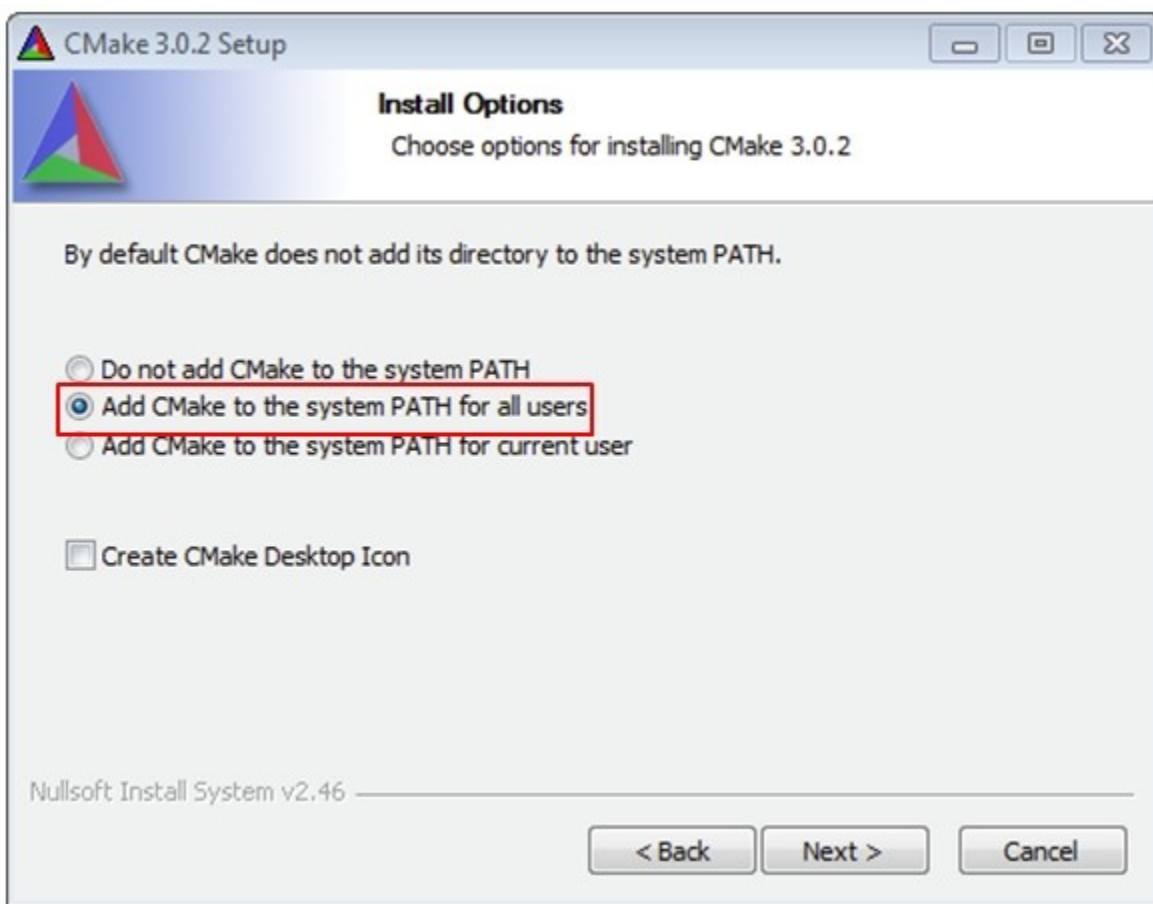 CMake 3.0.2 Setup
Install Options
Choose options for installing CMake 3.0.2
By default CMake does not add its directory to the system PATH.
Do not add CMake to the system PATH
Add CMake to the system PATH for all users
Add CMake to the system PATH for current user
Create CMake Desktop Icon
Nullsoft Install System v2.46
< Back Next > Cancel